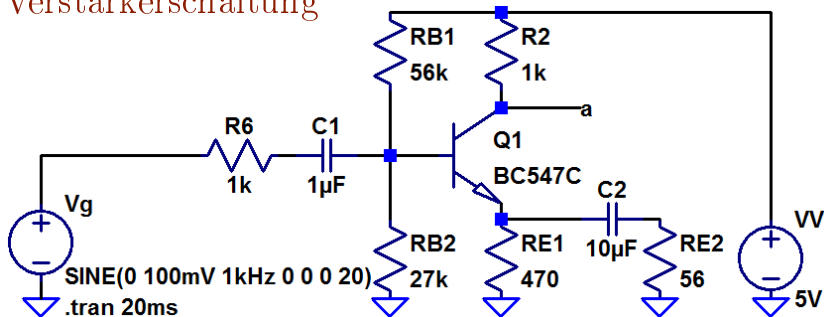 Verstärkerschaltung
RB1
56k
R2
1k
a
R6
1k
C1
1µF
Q1
BC547C
Vg
SINE(0 100mV 1kHz 0 0 0 20)
.tran 20ms
RB2
27k
RE1
470
C2
10µF
RE2
56
VV
5V